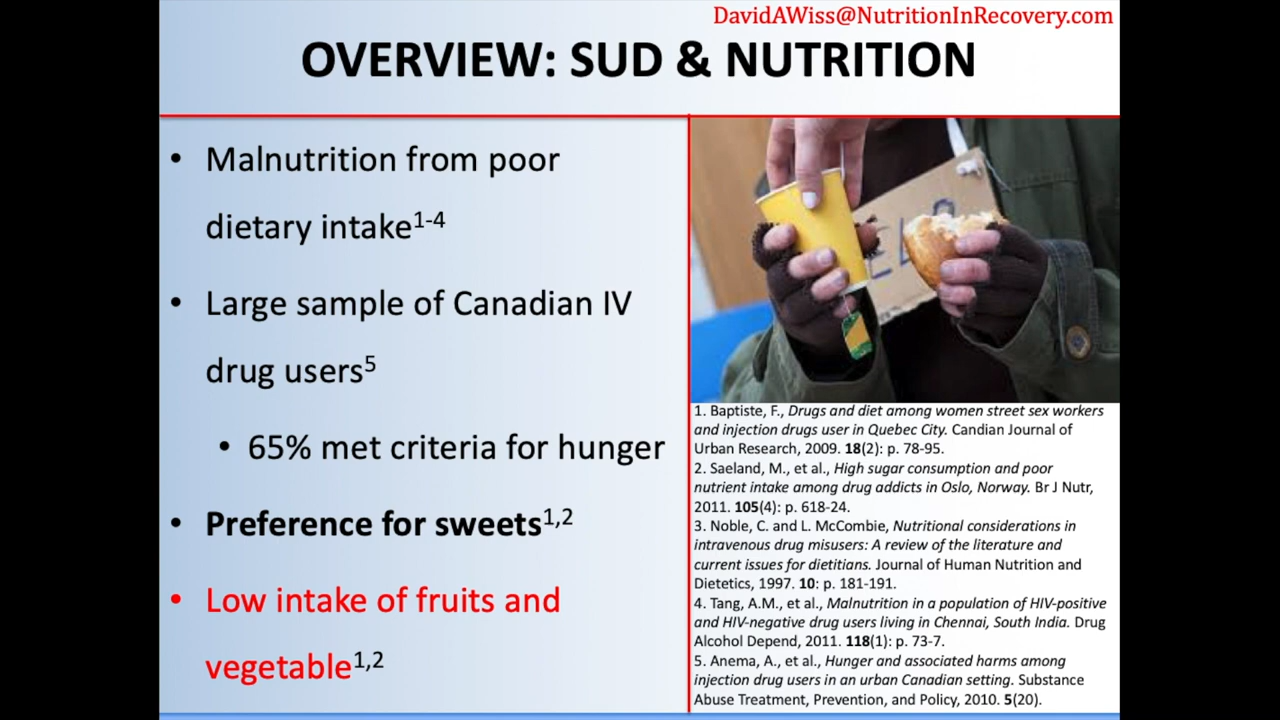 DavidAWiss@NutritionInRecovery.com
OVERVIEW: SUD & NUTRITION
• Malnutrition from poor
dietary intake1-4
• Large sample of Canadian IV
drug users5
• 65% met criteria for hunger
• Preference for sweets1,2
• Low intake of fruits and
vegetable1,2
1. Baptiste, F., Drugs and diet among women street sex workers
and injection drugs user in Quebec City. Candian Journal of
Urban Research, 2009. 18(2): p. 78-95.
2. Saeland, M., et al., High sugar consumption and poor
nutrient intake among drug addicts in Oslo, Norway. Br J Nutr,
2011. 105(4): p. 618-24.
3. Noble, C. and L. McCombie, Nutritional considerations in
intravenous drug misusers: A review of the literature and
current issues for dietitians. Journal of Human Nutrition and
Dietetics, 1997. 10: p. 181-191.
4. Tang, A.M., et al., Malnutrition in a population of HIV-positive
and HIV-negative drug users living in Chennai, South India. Drug
Alcohol Depend, 2011. 118(1): p. 73-7.
5. Anema, A., et al., Hunger and associated harms among
injection drug users in an urban Canadian setting. Substance
Abuse Treatment, Prevention, and Policy, 2010. 5(20).